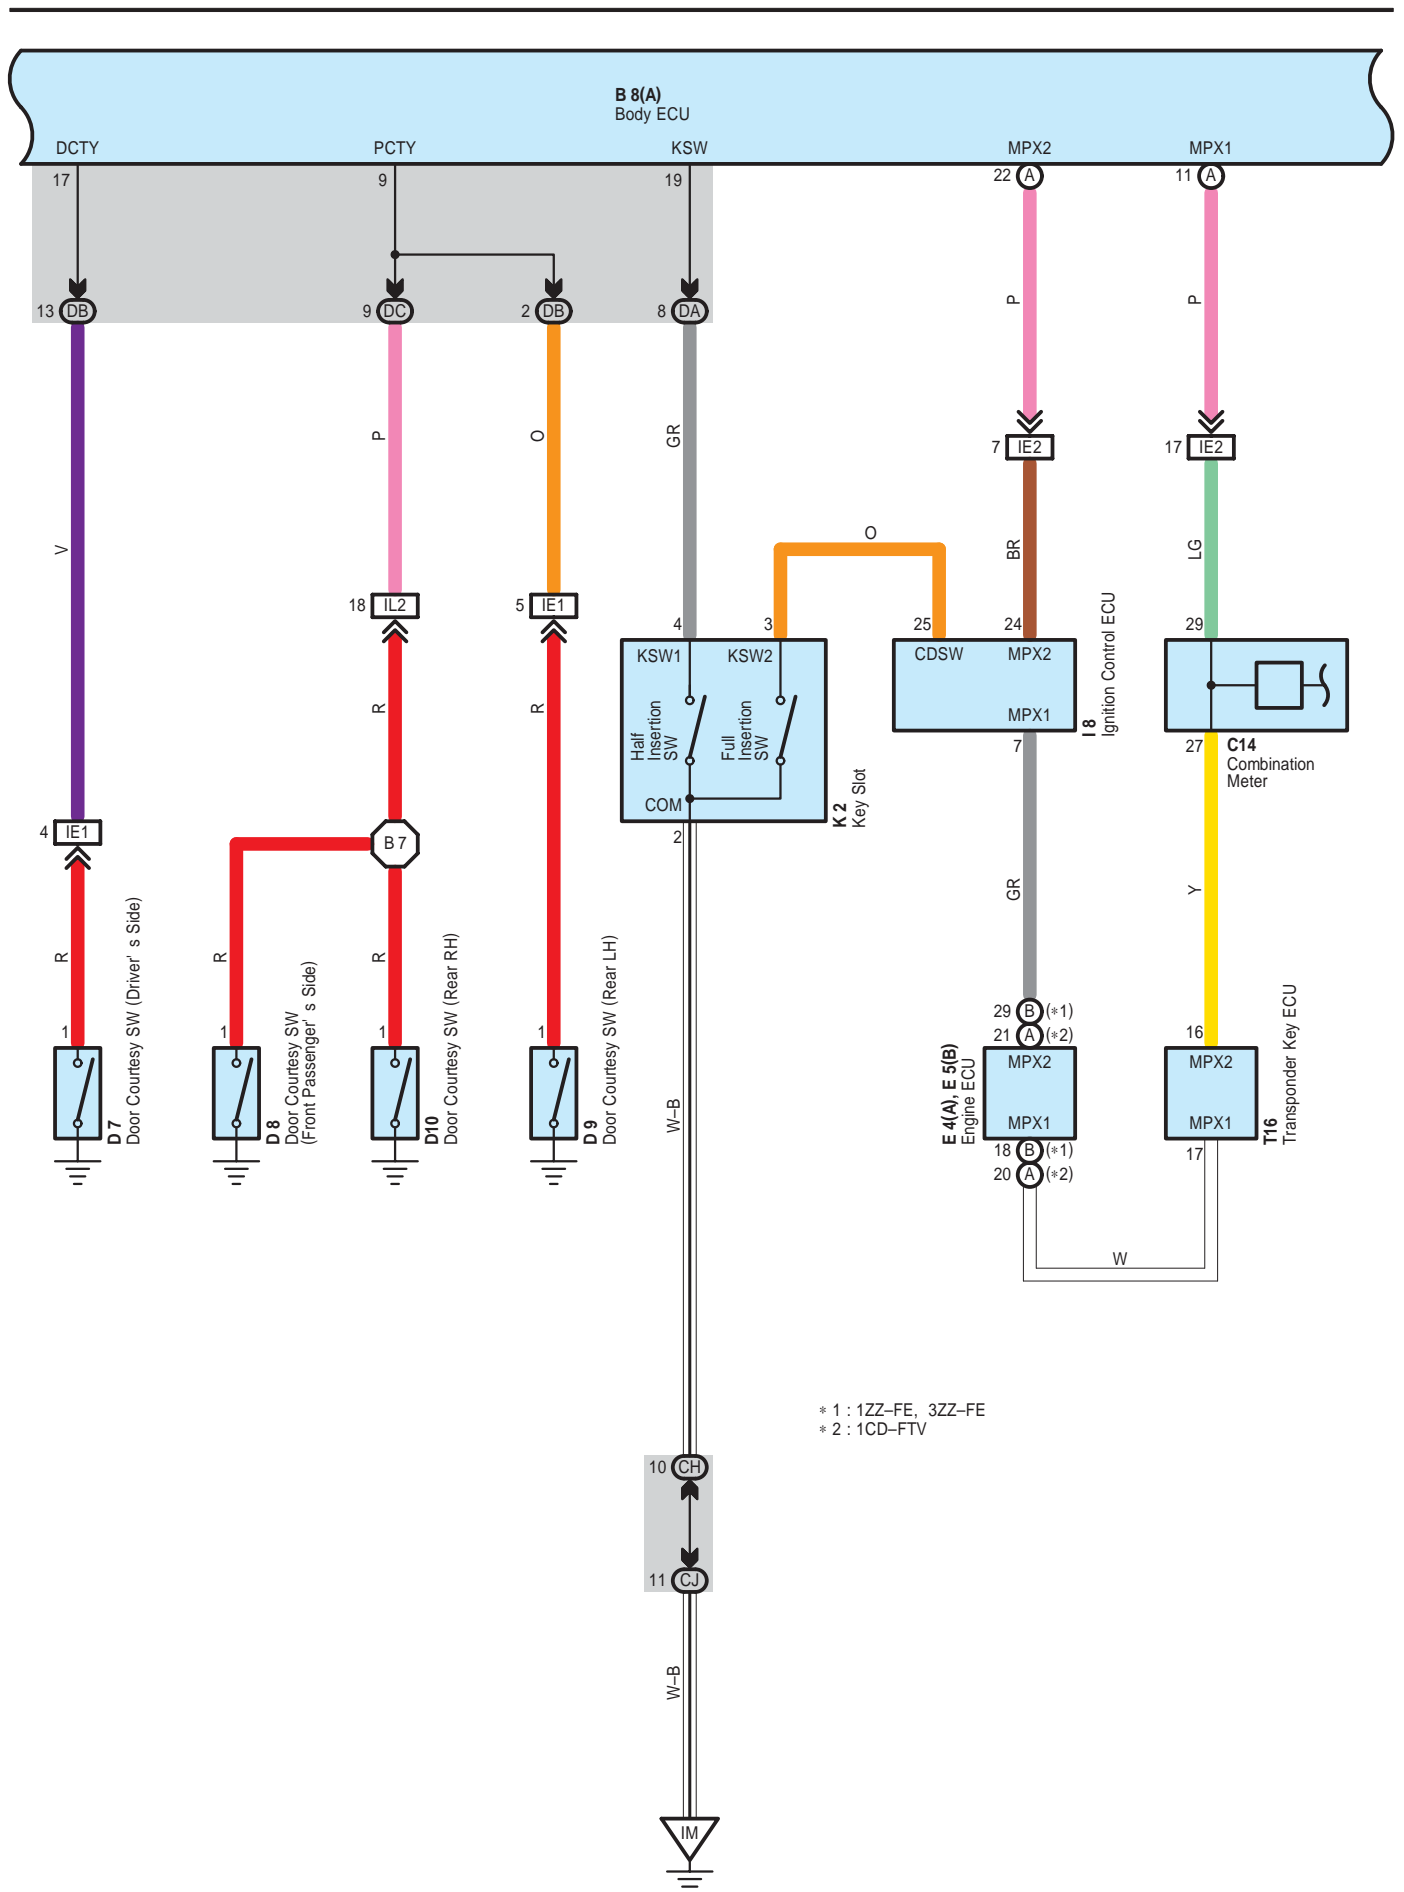 B 8(A)
Body ECU
DCTY
PCTY
KSW
MPX2
MPX1
17
9
19
22 A
11 A
13 DB
9 DC
2 DB
8 DA
P
P
P
O
GR
7 IE2
17 IE2
V
O
BR
LG
18 IL2
5 IE1
4
3
25
24
29
KSW1
KSW2
CDSW
MPX2
MPX1
Half
Insertion
SW
Full
Insertion
SW
COM
I 8
Ignition Control ECU
R
R
7
27
C14
Combination
Meter
K 2
Key Slot
2
4 IE1
B 7
GR
Y
R
R
R
1
1
1
1
D 7
Door Courtesy SW (Driver' s Side)
D 8
Door Courtesy SW
(Front Passenger' s Side)
D10
Door Courtesy SW (Rear RH)
D 9
Door Courtesy SW (Rear LH)
29 B (*1)
21 A (*2)
16
MPX2
MPX2
MPX1
MPX1
E 4(A), E 5(B)
Engine ECU
T16
Transponder Key ECU
18 B (*1)
20 A (*2)
17
W–B
W
* 1 : 1ZZ–FE, 3ZZ–FE
* 2 : 1CD–FTV
10 CH
11 CJ
W–B
IM